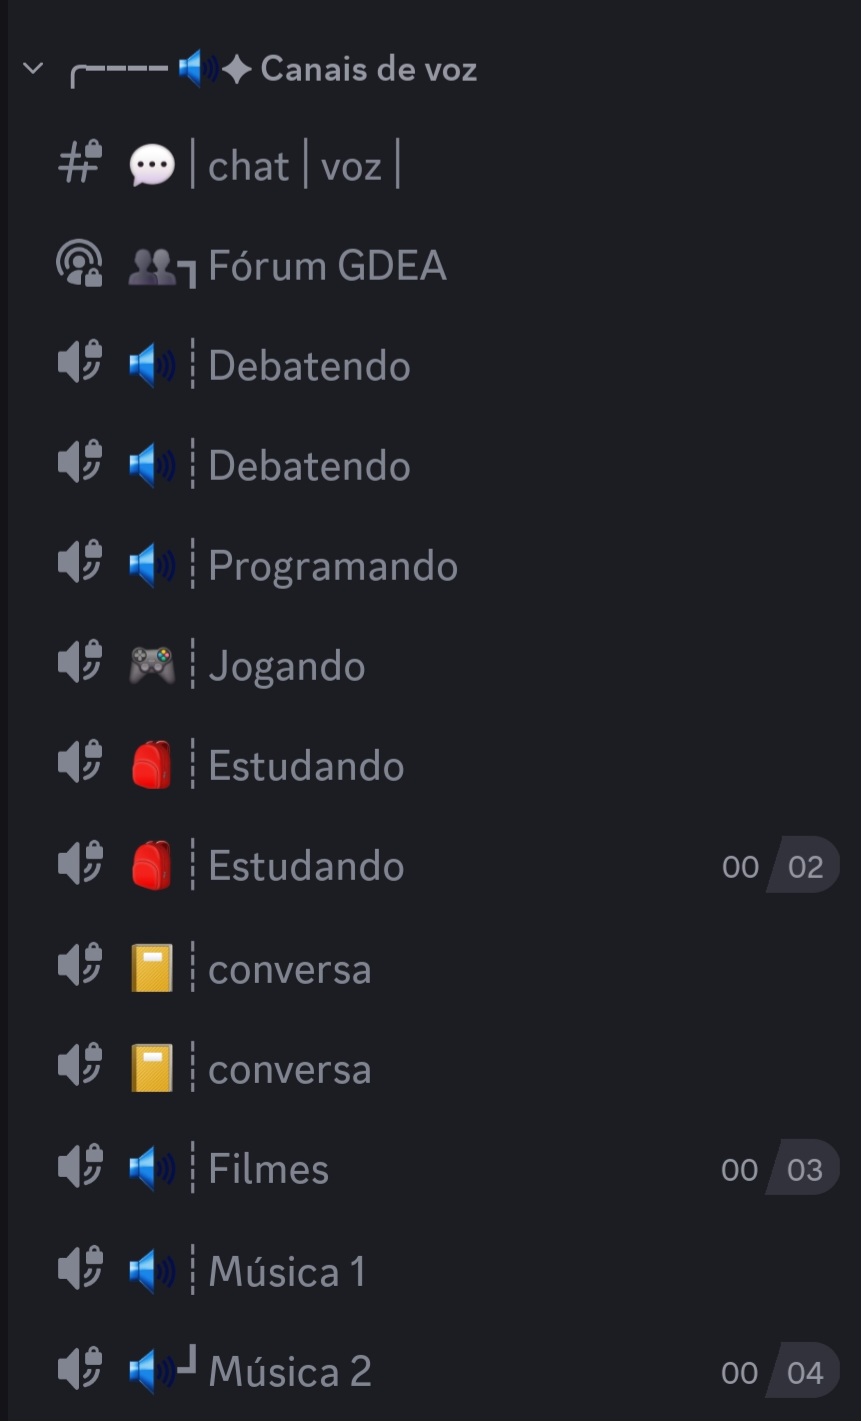 ╭---- 🔊✦ Canais de voz
💬│chat│voz│
👥┓Fórum GDEA
🔊┊Debatendo
🔊┊Debatendo
🔊┊Programando
🎮┊Jogando
🎒┊Estudando
🎒┊Estudando 00 02
📒┊conversa
📒┊conversa
🔊┊Filmes 00 03
🔊┊Música 1
🔊┛Música 2 00 04